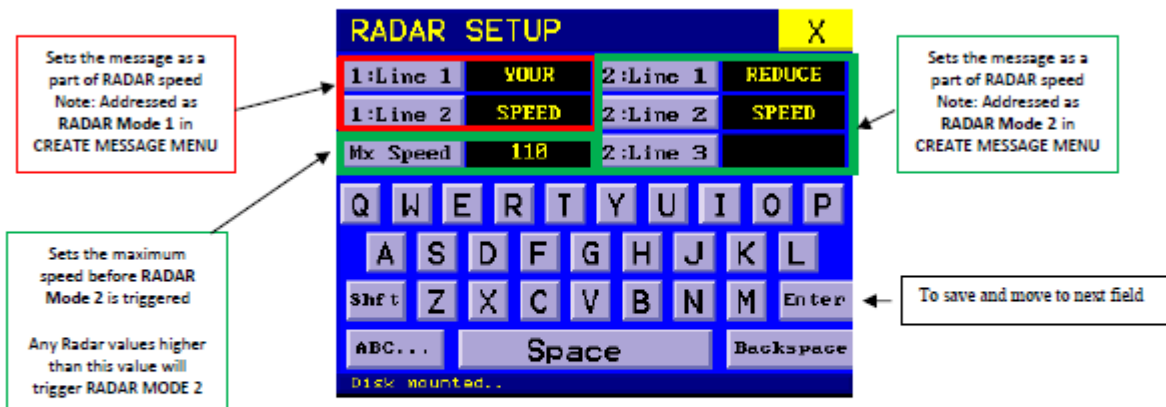 Sets the message as a
part of RADAR speed
Note: Addressed as
RADAR Mode 1 in
CREATE MESSAGE MENU
Sets the maximum
speed before RADAR
Mode 2 is triggered
Any Radar values higher
than this value will
trigger RADAR MODE 2
RADAR SETUP X
1:Line 1 YOUR 2:Line 1 REDUCE
1:Line 2 SPEED 2:Line 2 SPEED
Mx Speed 110 2:Line 3
Q W E R T Y U I O P
A S D F G H J K L
Shft Z X C V B N M Enter
ABC... Space Backspace
Disk Mounted..
Sets the message as a
part of RADAR speed
Note: Addressed as
RADAR Mode 2 in
CREATE MESSAGE MENU
To save and move to next field